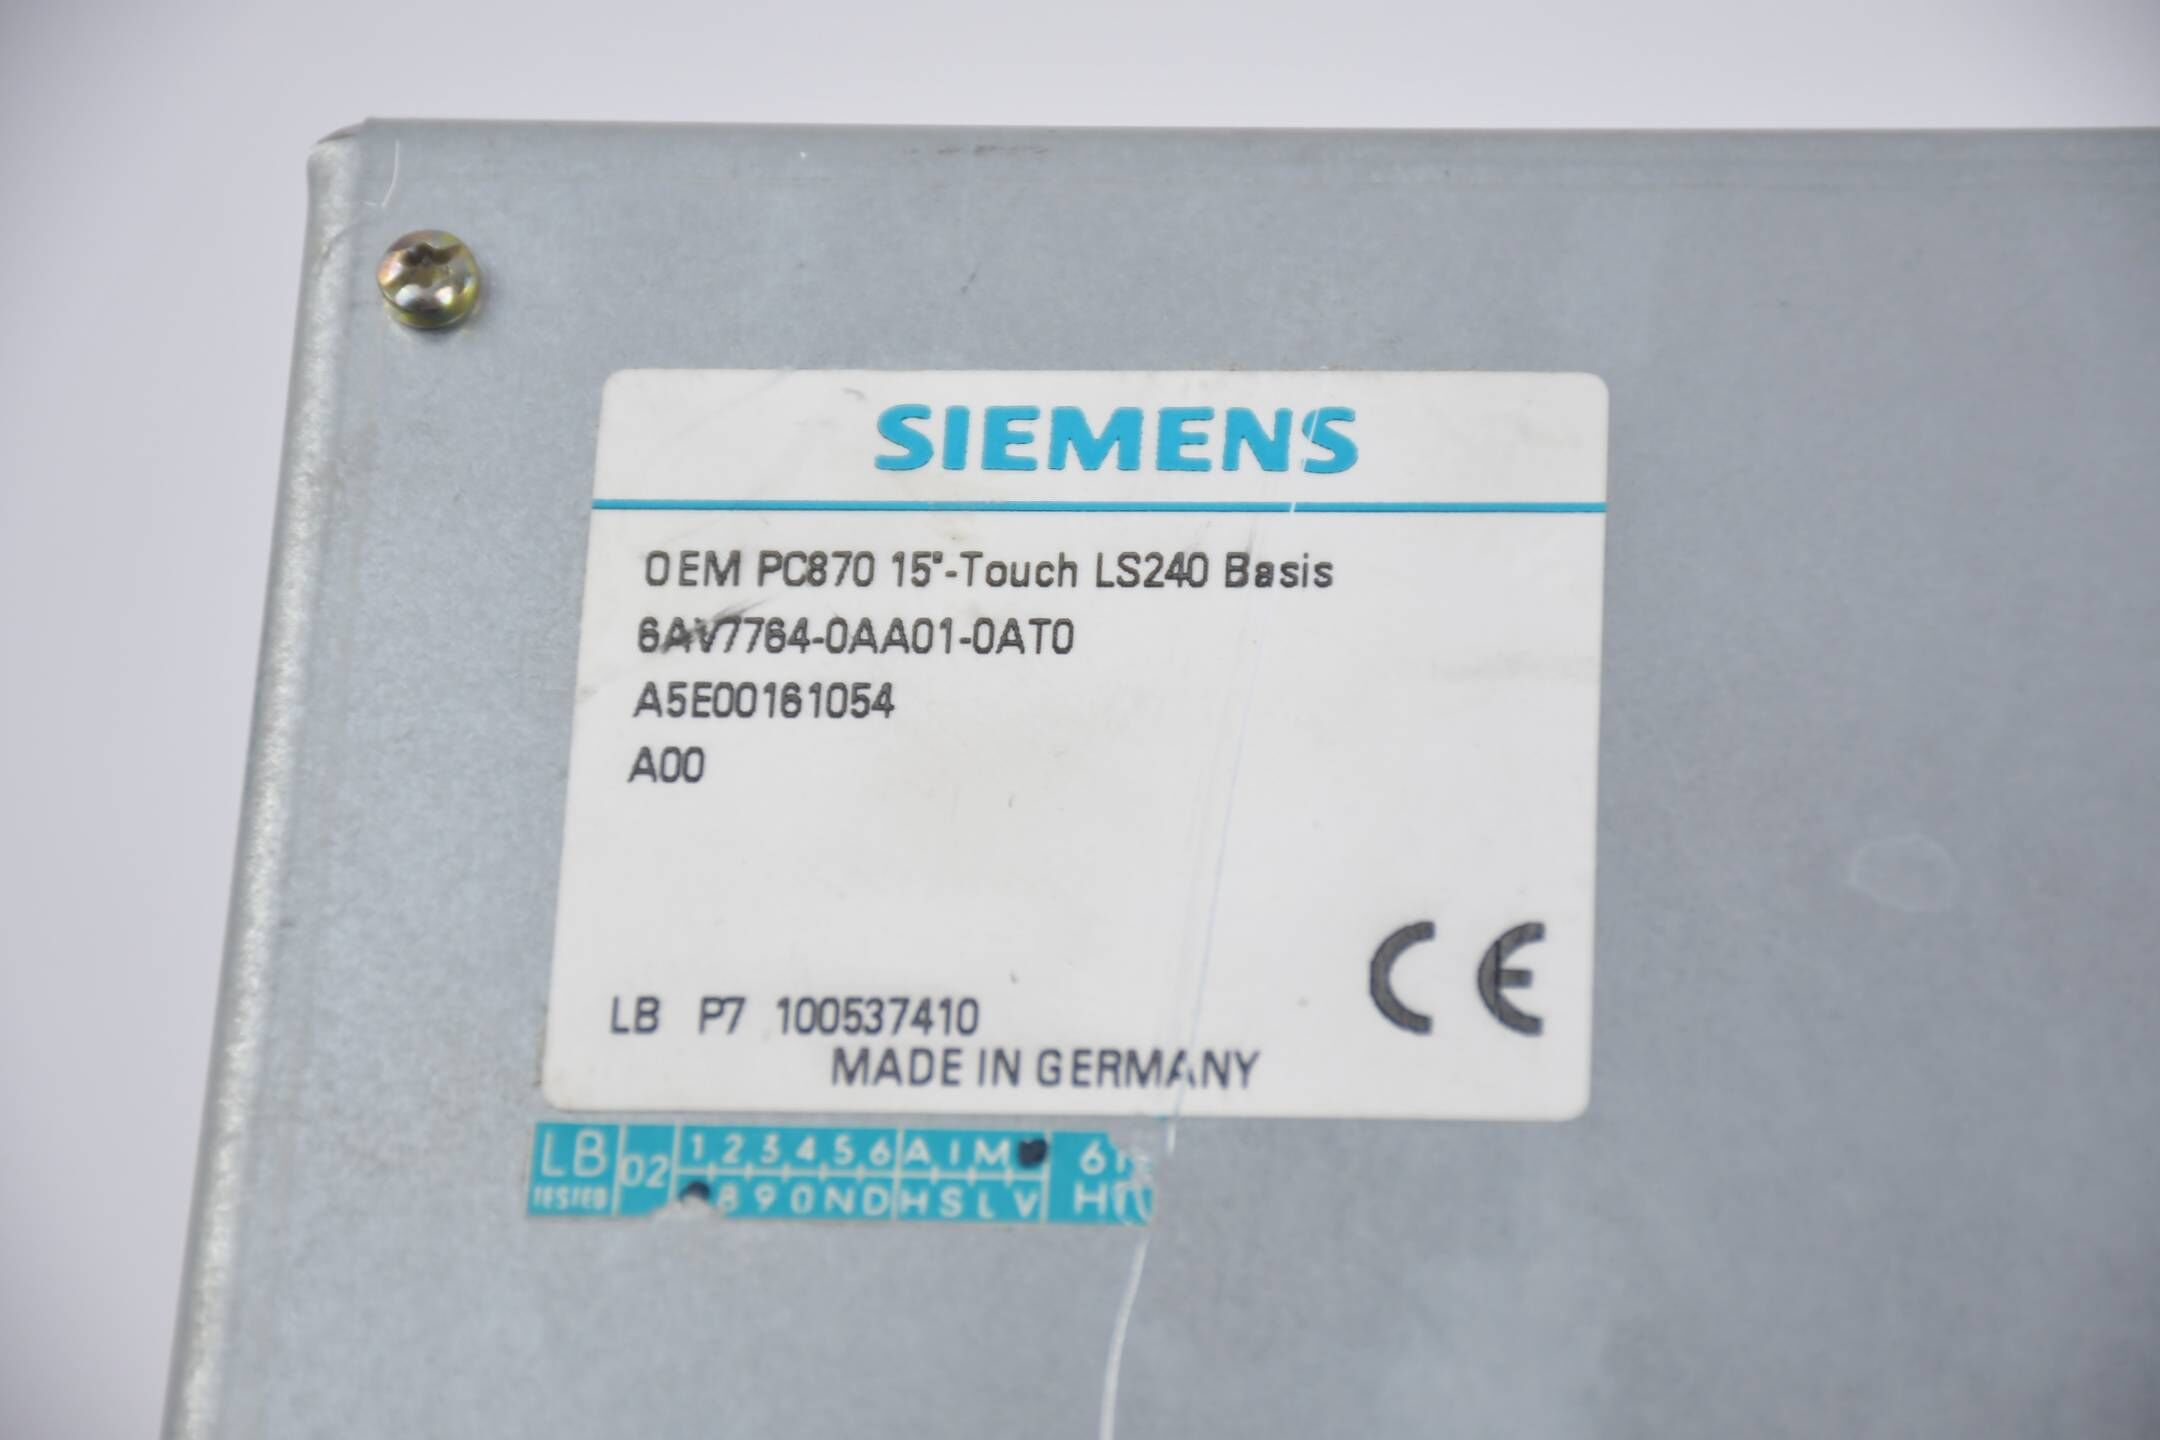 SIEMENS
OEM PC870 15"-Touch LS240 Basis
6AV7764-0AA01-0AT0
A5E00161054
A00
CE
LB P7 100537410
MADE IN GERMANY
LB 02 1 2 3 4 5 6 A I M 6
TESTED 8 9 0 N D H S L V H